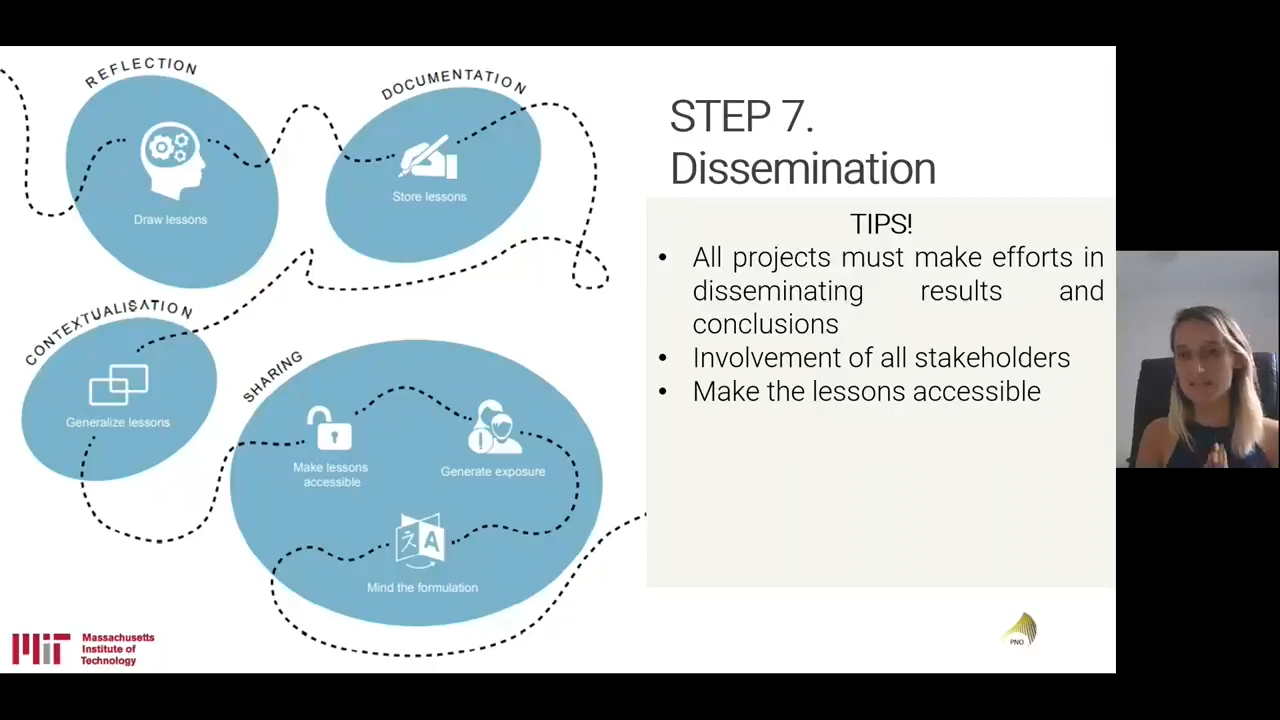 REFLECTION
Draw lessons
DOCUMENTATION
Store lessons
CONTEXTUALISATION
Generalize lessons
SHARING
Make lessons
accessible
Generate exposure
Mind the formulation
A
STEP 7.
Dissemination
TIPS!
• All projects must make efforts in
disseminating results and
conclusions
• Involvement of all stakeholders
• Make the lessons accessible
MIT
Massachusetts
Institute of
Technology
PNO